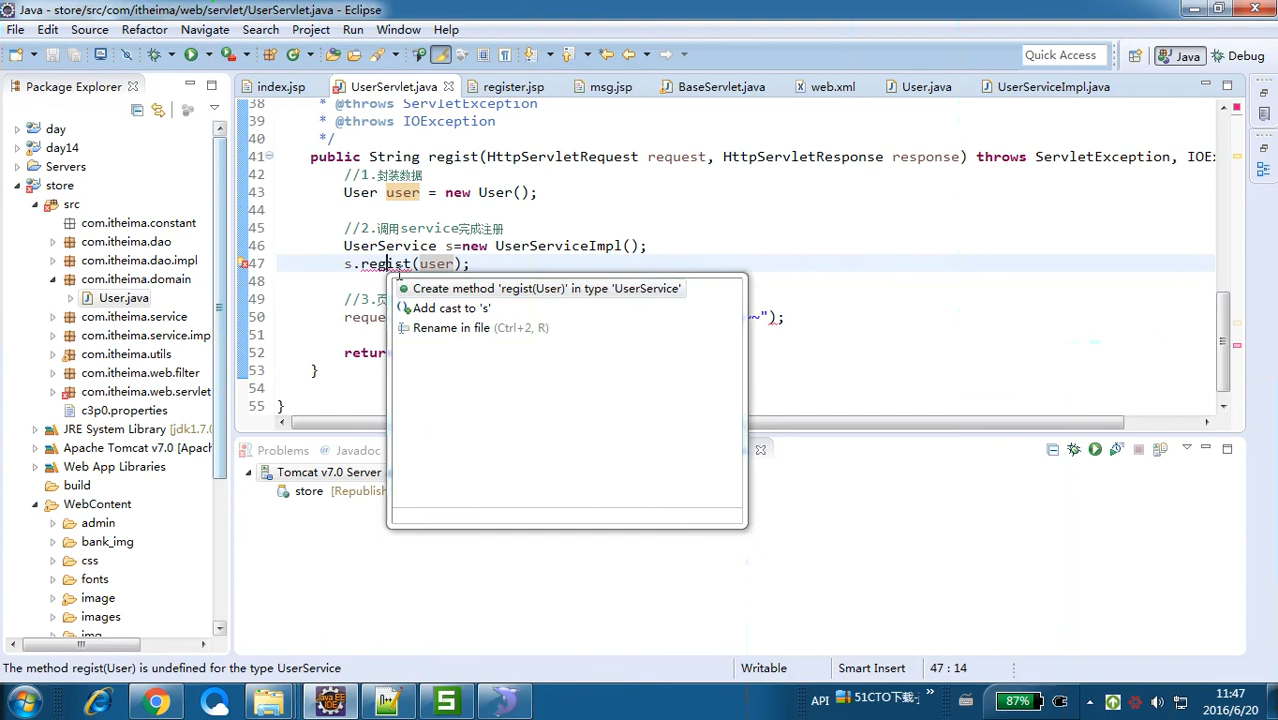 Java - store/src/com/itheima/web/servlet/UserServlet.java - Eclipse
File Edit Source Refactor Navigate Search Project Run Window Help
Quick Access Java Debug
Package Explorer
index.jsp UserServlet.java register.jsp msg.jsp BaseServlet.java web.xml User.java UserServiceImpl.java
day
day14
Servers
store
src
com.itheima.constant
com.itheima.dao
com.itheima.dao.impl
com.itheima.domain
User.java
com.itheima.service
com.itheima.service.imp
com.itheima.utils
com.itheima.web.filter
com.itheima.web.servlet
c3p0.properties
JRE System Library [jdk1.7.0
Apache Tomcat v7.0 [Apac
Web App Libraries
build
WebContent
admin
bank_img
css
fonts
image
images
img
38 * @throws ServletException
39 * @throws IOException
40 */
41 public String regist(HttpServletRequest request, HttpServletResponse response) throws ServletException, IOEx
42 //1.封装数据
43 User user = new User();
44
45 //2.调用service完成注册
46 UserService s=new UserServiceImpl();
47 s.regist(user);
48
49 //3.页
50 reque ~");
51
52 retur
53 }
54
55 }
Create method 'regist(User)' in type 'UserService'
Add cast to 's'
Rename in file (Ctrl+2, R)
Problems Javadoc
Tomcat v7.0 Server
store [Republish
The method regist(User) is undefined for the type UserService Writable Smart Insert 47 : 14
Java EE
IDE
API 51CTO下载- » 87%
11:47
2016/6/20